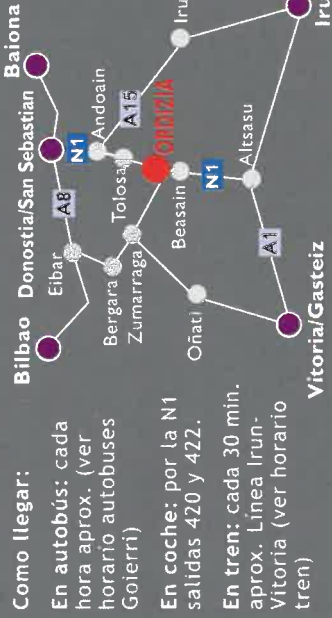 Como llegar:
En autobús: cada
hora aprox. (ver
horario autobuses
Goierri)
En coche: por la N1
salidas 420 y 422.
En tren: cada 30 min.
aprox. Línea Irun-
Vitoria (ver horario
tren)
Bilbao
Donostia/San Sebastian
Baiona
A8
N1
Eibar
Andoain
A15
Tolosa
ORDIZIA
Bergara
Zumarraga
Beasain
N1
Altsasu
Oñati
A1
Vitoria/Gasteiz